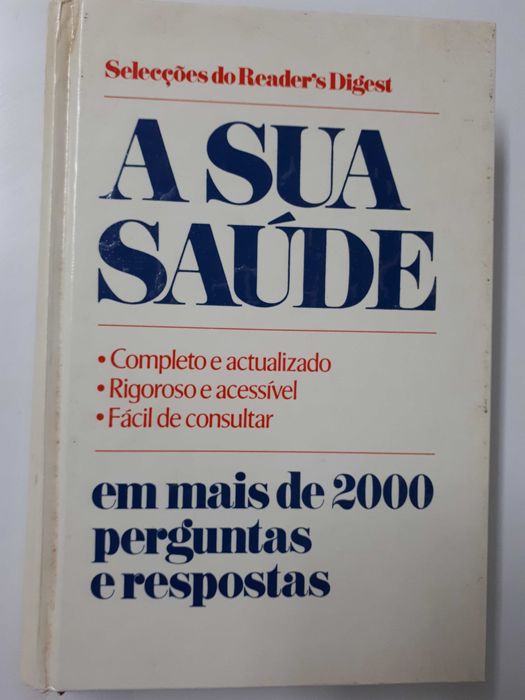 Selecções do Reader's Digest
A SUA
SAÚDE
• Completo e actualizado
• Rigoroso e acessível
• Fácil de consultar
em mais de 2000
perguntas
e respostas